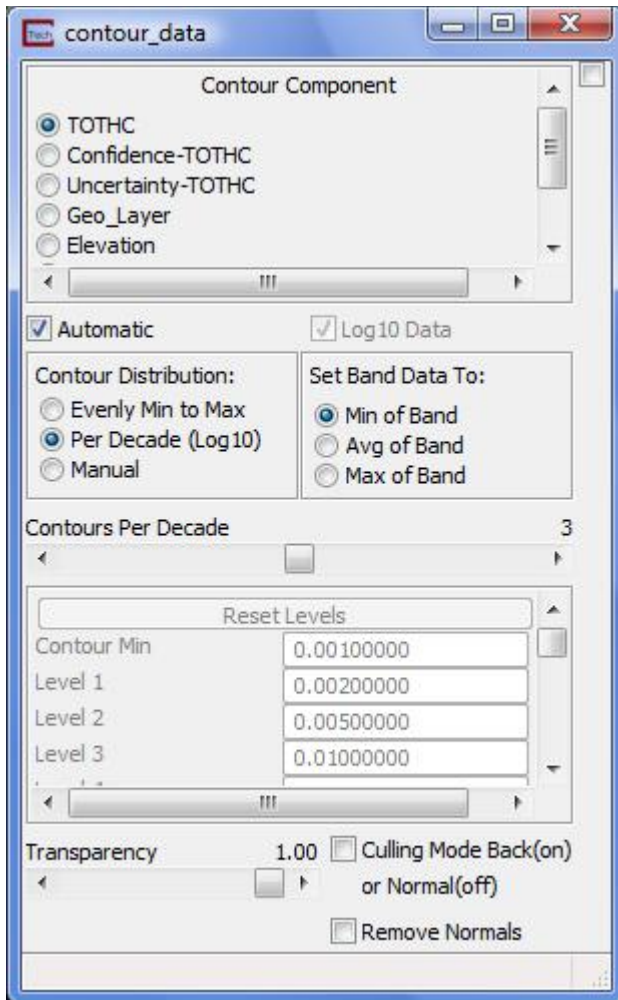 Tech contour_data
Contour Component
TOTHC
Confidence-TOTHC
Uncertainty-TOTHC
Geo_Layer
Elevation
Automatic
Log10 Data
Contour Distribution:
Evenly Min to Max
Per Decade (Log10)
Manual
Set Band Data To:
Min of Band
Avg of Band
Max of Band
Contours Per Decade 3
Reset Levels
Contour Min 0.00100000
Level 1 0.00200000
Level 2 0.00500000
Level 3 0.01000000
Transparency 1.00
Culling Mode Back(on)
or Normal(off)
Remove Normals